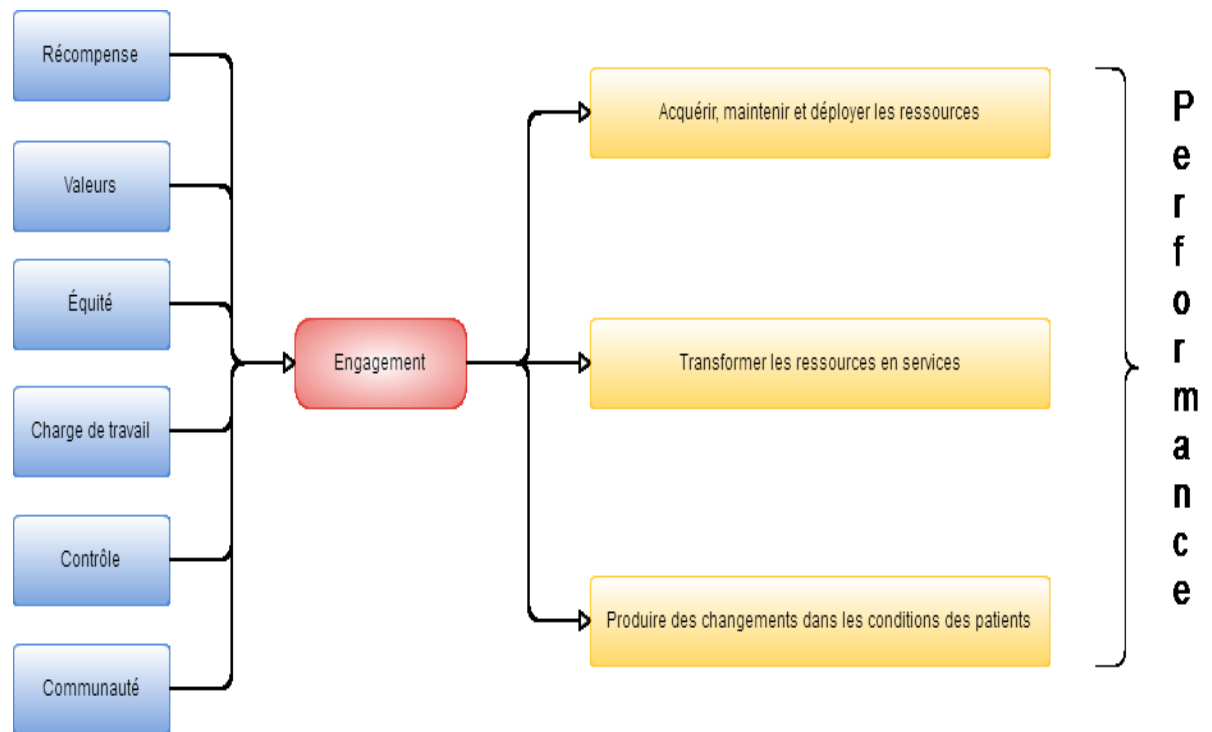 Récompense
Valeurs
Équité
Charge de travail
Contrôle
Communauté
Engagement
Acquérir, maintenir et déployer les ressources
Transformer les ressources en services
Produire des changements dans les conditions des patients
Performance